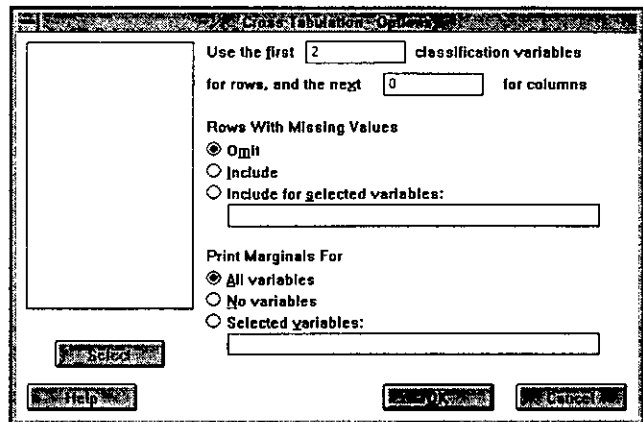 Cross Tabulation - Options
Use the first 2 classification variables
for rows, and the next 0 for columns
Rows With Missing Values
Omit
Include
Include for selected variables:
Print Marginals For
All variables
No variables
Selected variables:
Select
Help OK Cancel